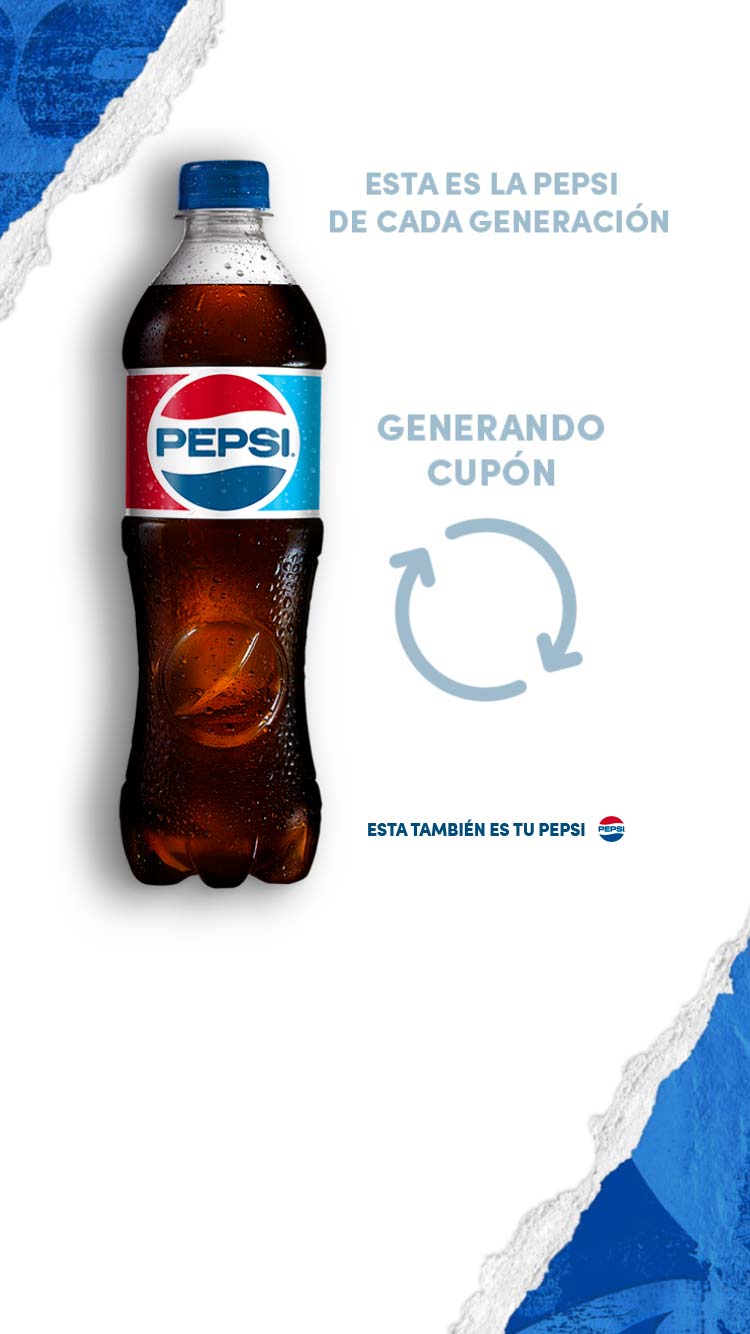 ESTA ES LA PEPSI
DE CADA GENERACIÓN
PEPSI®
GENERANDO
CUPÓN
ESTA TAMBIÉN ES TU PEPSI PEPSI